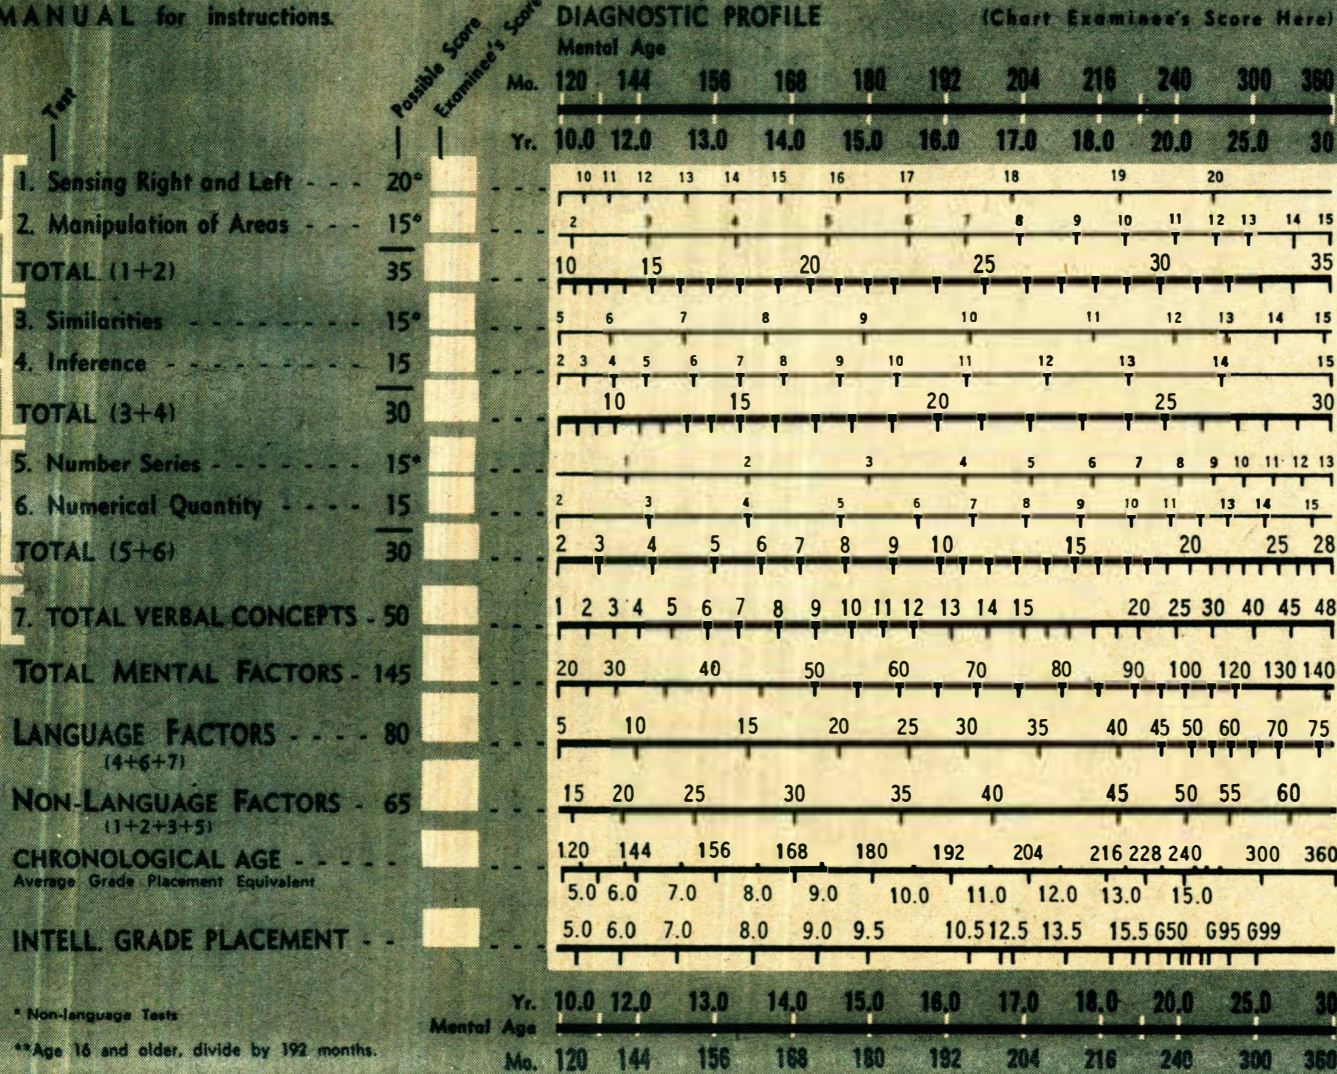 MANUAL for instructions.
Possible Score
Examinee's Score
DIAGNOSTIC PROFILE (Chart Examinee's Score Here)
Mental Age
Mo. 120 144 156 168 180 192 204 216 240 300 360
Test
Yr. 10.0 12.0 13.0 14.0 15.0 16.0 17.0 18.0 20.0 25.0 30
1. Sensing Right and Left - - - 20* - - - 10 11 12 13 14 15 16 17 18 19 20
2. Manipulation of Areas - - - 15* - - - 2 3 4 5 6 7 8 9 10 11 12 13 14 15
TOTAL (1+2) 35 - - - 10 15 20 25 30 35
3. Similarities - - - - - - - - 15* - - - 5 6 7 8 9 10 11 12 13 14 15
4. Inference - - - - - - - - - 15 - - - 2 3 4 5 6 7 8 9 10 11 12 13 14 15
TOTAL (3+4) 30 - - - 10 15 20 25 30
5. Number Series - - - - - - - 15* - - - 1 2 3 4 5 6 7 8 9 10 11 12 13
6. Numerical Quantity - - - - 15 - - - 2 3 4 5 6 7 8 9 10 11 13 14 15
TOTAL (5+6) 30 - - - 2 3 4 5 6 7 8 9 10 15 20 25 28
7. TOTAL VERBAL CONCEPTS - 50 - - - 1 2 3 4 5 6 7 8 9 10 11 12 13 14 15 20 25 30 40 45 48
TOTAL MENTAL FACTORS - 145 - - - 20 30 40 50 60 70 80 90 100 120 130 140
LANGUAGE FACTORS - - - - 80 - - - 5 10 15 20 25 30 35 40 45 50 60 70 75
(4+6+7)
NON-LANGUAGE FACTORS - 65 - - - 15 20 25 30 35 40 45 50 55 60
(1+2+3+5)
CHRONOLOGICAL AGE - - - - - - - - 120 144 156 168 180 192 204 216 228 240 300 360
Average Grade Placement Equivalent 5.0 6.0 7.0 8.0 9.0 10.0 11.0 12.0 13.0 15.0
INTELL. GRADE PLACEMENT - - - - - 5.0 6.0 7.0 8.0 9.0 9.5 10.5 12.5 13.5 15.5 G50 G95 G99
Yr. 10.0 12.0 13.0 14.0 15.0 16.0 17.0 18.0 20.0 25.0 30
* Non-language Tests
Mental Age
**Age 16 and older, divide by 192 months.
Mo. 120 144 156 168 180 192 204 216 240 300 360